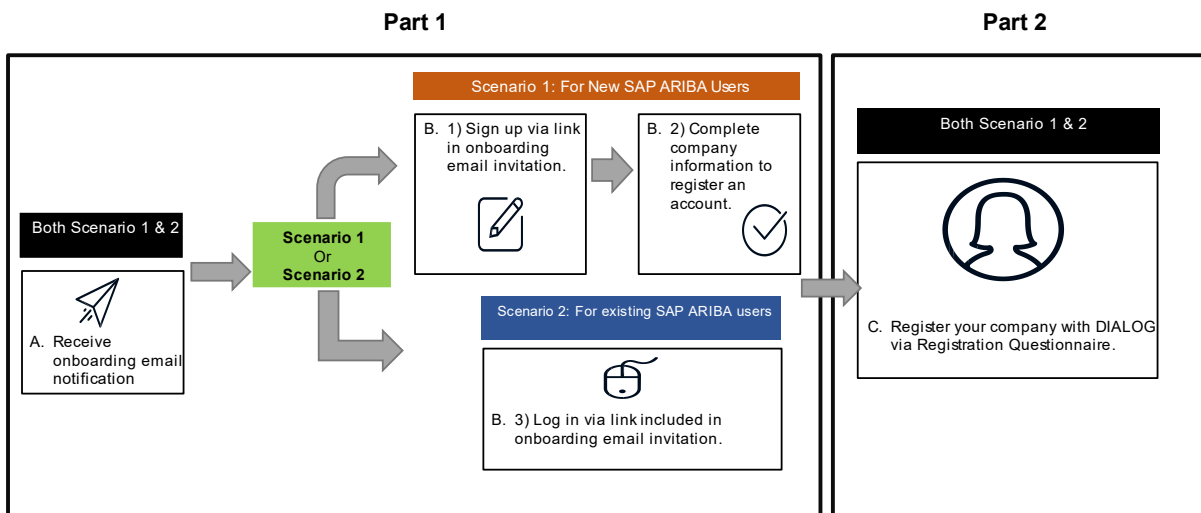 Part 1
Part 2
Both Scenario 1 & 2
A. Receive
onboarding email
notification
Scenario 1
Or
Scenario 2
Scenario 1: For New SAP ARIBA Users
B. 1) Sign up via link
in onboarding
email invitation.
B. 2) Complete
company
information to
register an
account.
Scenario 2: For existing SAP ARIBA users
B. 3) Log in via link included in
onboarding email invitation.
Both Scenario 1 & 2
C. Register your company with DIALOG
via Registration Questionnaire.